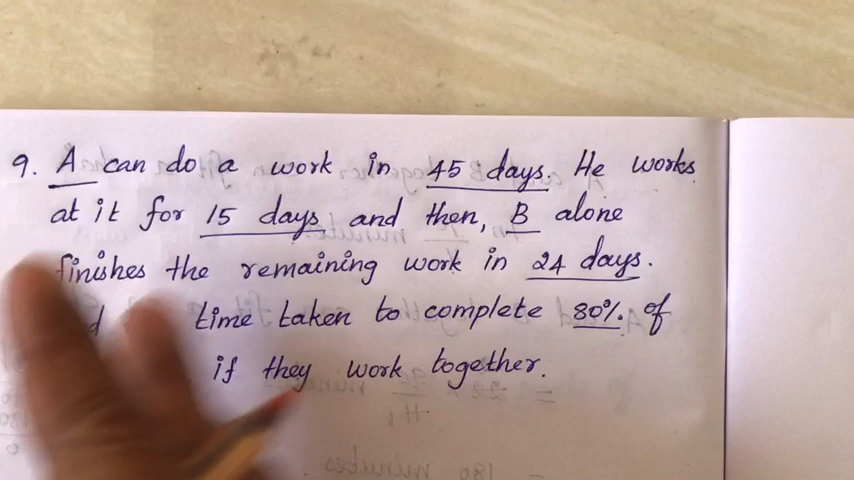 9. A can do a work in 45 days. He works
at it for 15 days and then, B alone
finishes the remaining work in 24 days.
time taken to complete 80% of
if they work together.